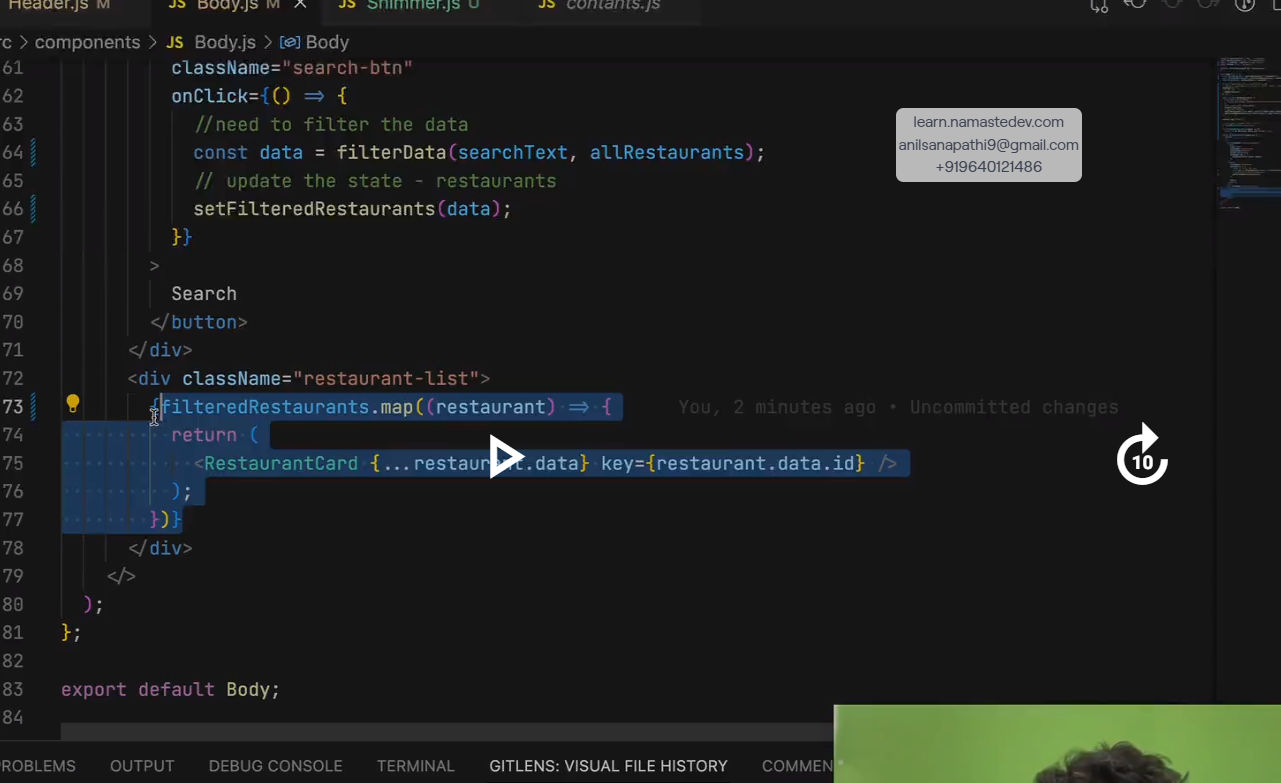 Header.js M JS Body.js M JS Shimmer.js U JS contants.js
rc > components > JS Body.js > Body
61 className="search-btn"
62 onClick={() => {
63 //need to filter the data
64 const data = filterData(searchText, allRestaurants);
65 // update the state - restaurants
66 setFilteredRestaurants(data);
67 }}
68 >
69 Search
70 </button>
71 </div>
72 <div className="restaurant-list">
73 {filteredRestaurants.map((restaurant) => { You, 2 minutes ago • Uncommitted changes
74 return (
75 <RestaurantCard {...restaurant.data} key={restaurant.data.id} />
76 );
77 })}
78 </div>
79 </>
80 );
81 };
82
83 export default Body;
84
learn.namastedev.com
anilsanapathi9@gmail.com
+919640121486
10
ROBLEMS OUTPUT DEBUG CONSOLE TERMINAL GITLENS: VISUAL FILE HISTORY COMMEN